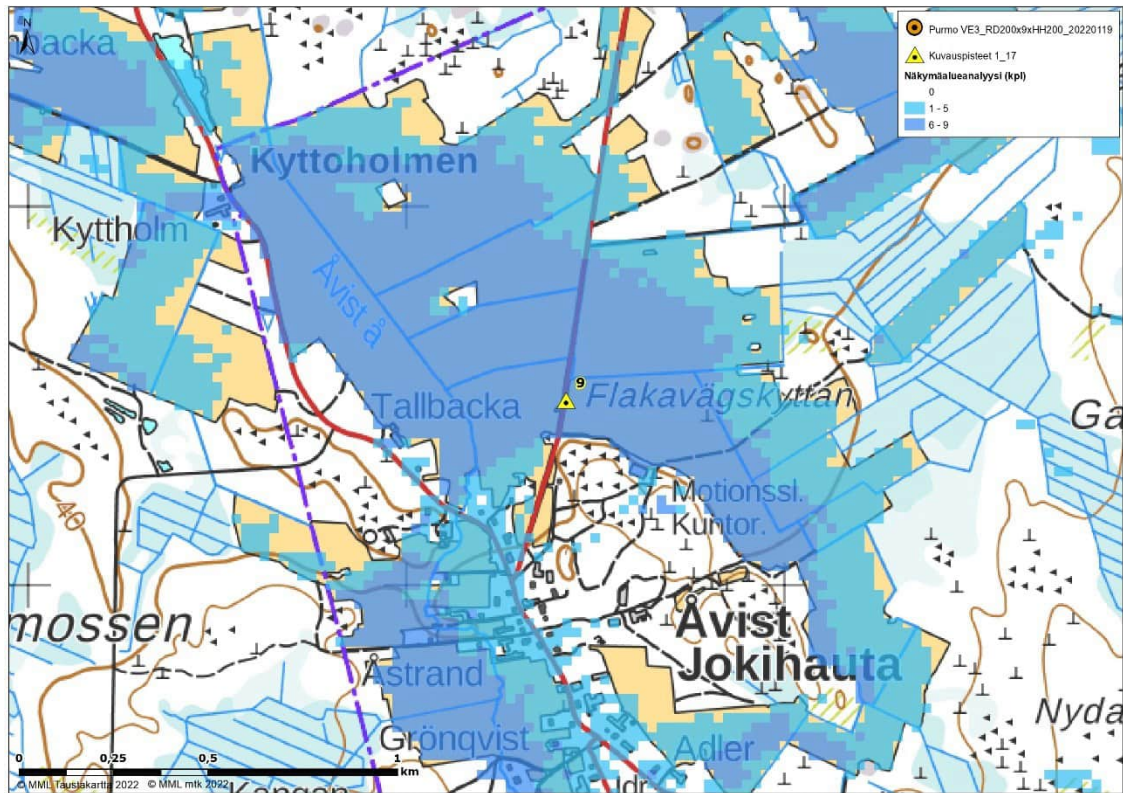 N
Purmo VE3_RD200x9xHH200_20220119
Kuvauspisteet 1_17
Näkymäalueanalyysi (kpl)
0
1 - 5
6 - 9
backa
Kyttoholmen
Kyttholm
Åvist å
9
Flakavägskyttan
Tallbacka
Ga
Motionssl.
Kuntor.
40
mossen
Åvist
Jokihauta
Åstrand
Nyda
Grönqvist
Adler
0
0,25
0,5
1
km
Idr
© MML Taustakartta 2022 © MML mtk 2022